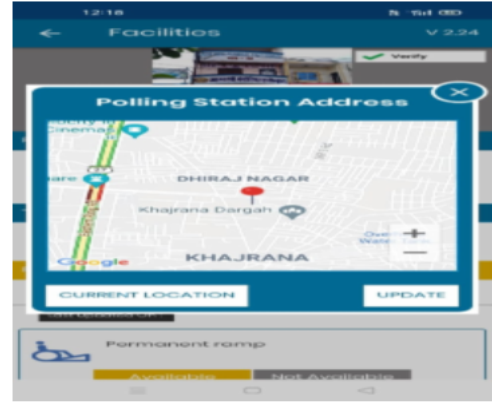 12:18
Facilities
V 2.24
Verify
Polling Station Address
Cinemas
DHIRAJ NAGAR
Khajrana Dargah
KHAJRANA
Google
CURRENT LOCATION
UPDATE
Permanent ramp
Available
Not Available